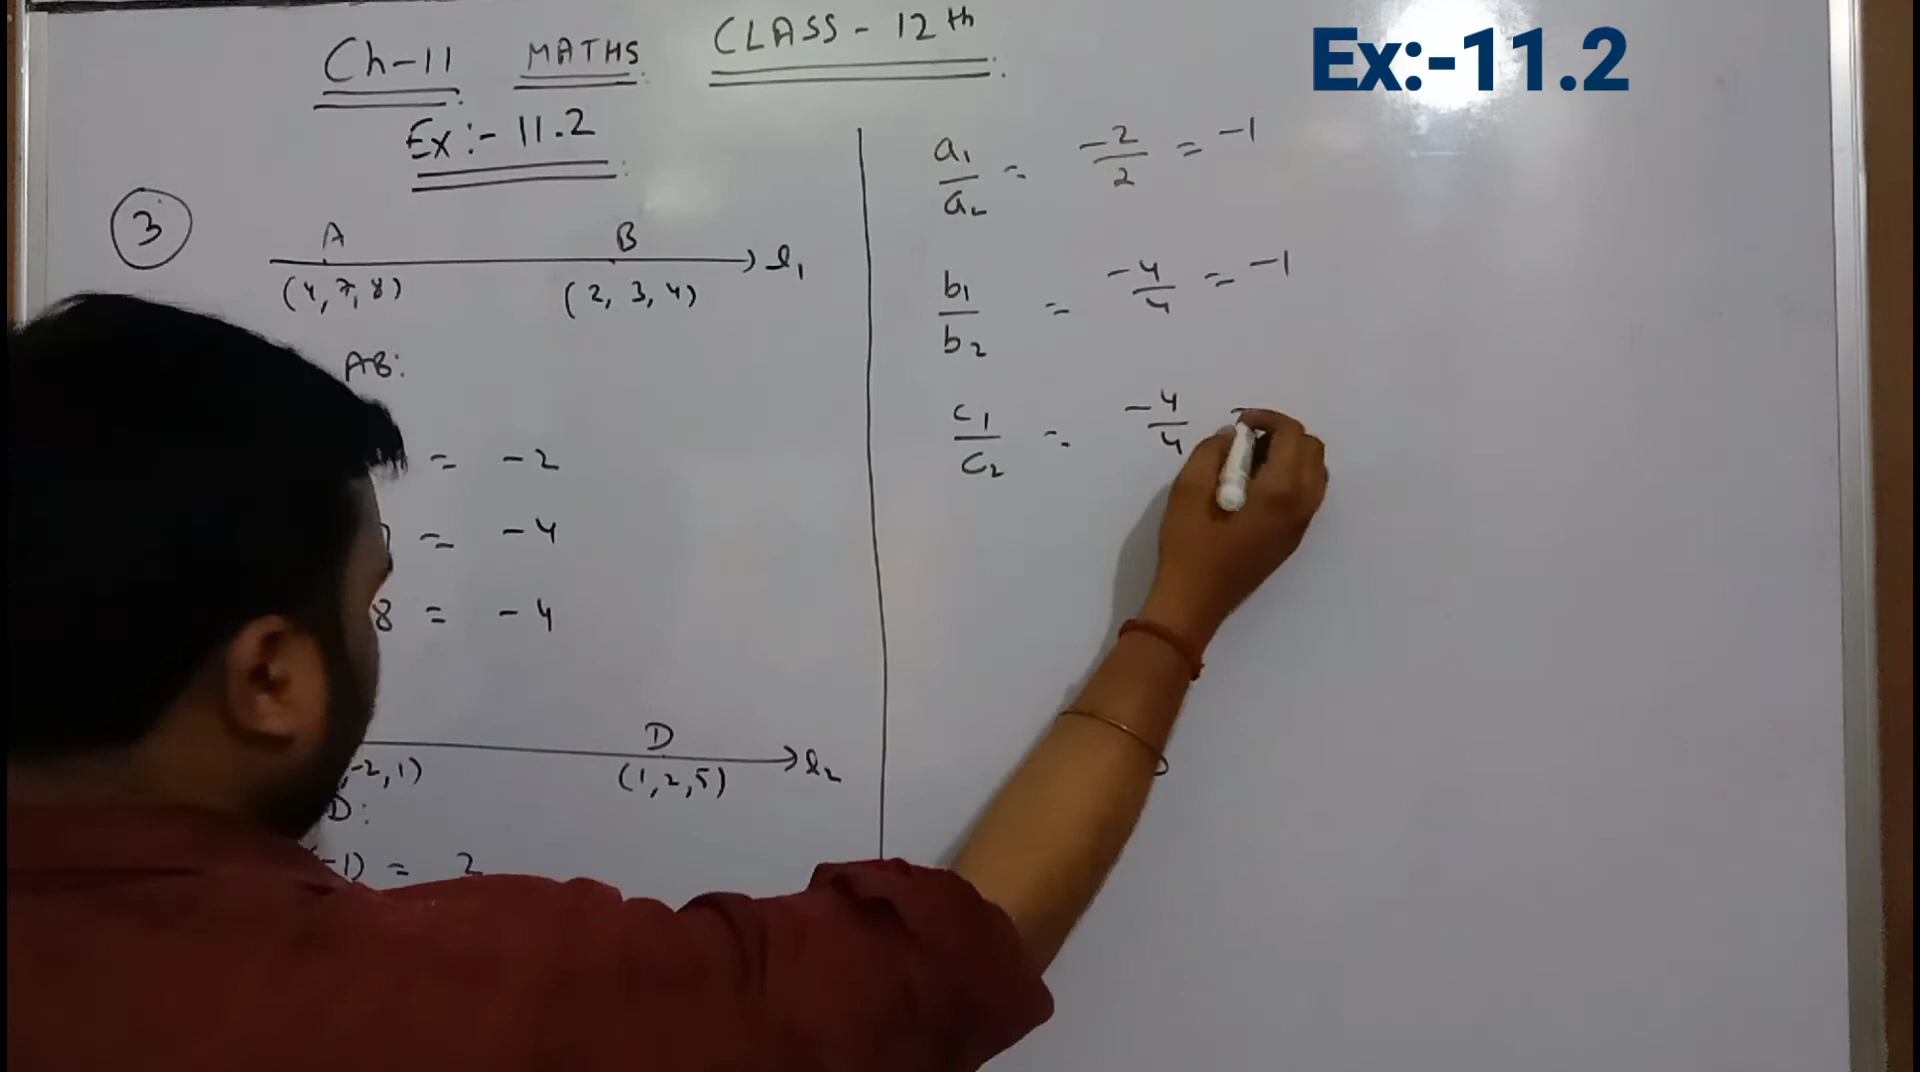 Ch-11 MATHS CLASS - 12th
Ex:- 11.2
Ex:-11.2
3
A B
l1
(4,7,8) (2, 3, 4)
AB:
= -2
= -4
8 = -4
D
l2
,-2,1) (1,2,5)
D:
-1) = 2
a1/a2 = -2/2 = -1
b1/b2 = -4/4 = -1
c1/c2 = -4/4